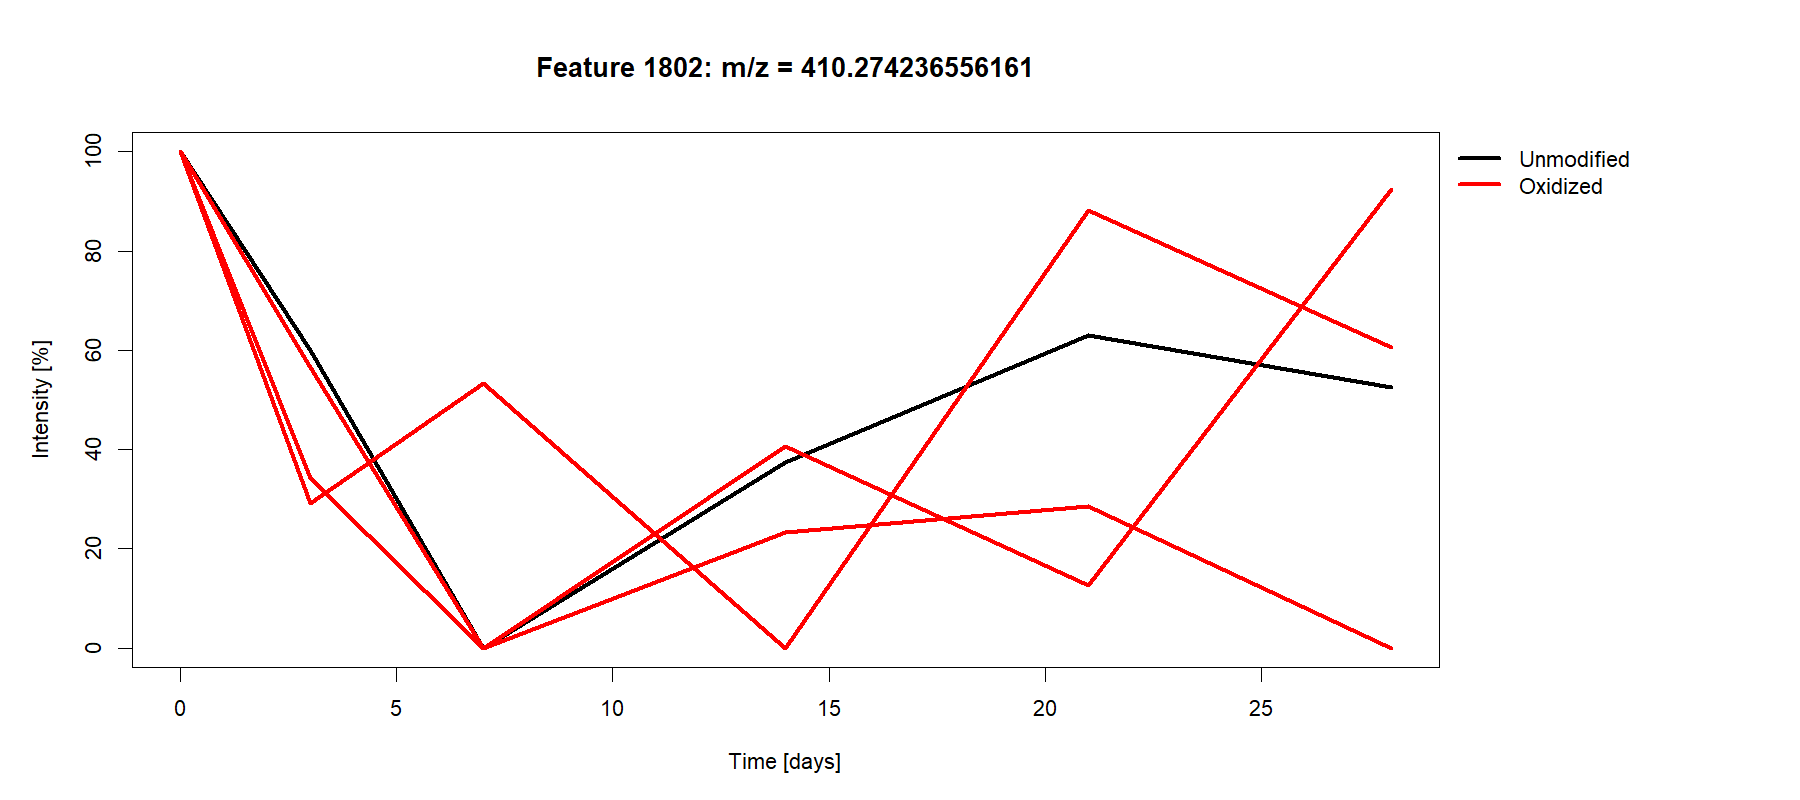 Feature 1802: m/z = 410.274236556161
Unmodified
Oxidized
Intensity [%]
100
80
60
40
20
0
0 5 10 15 20 25
Time [days]